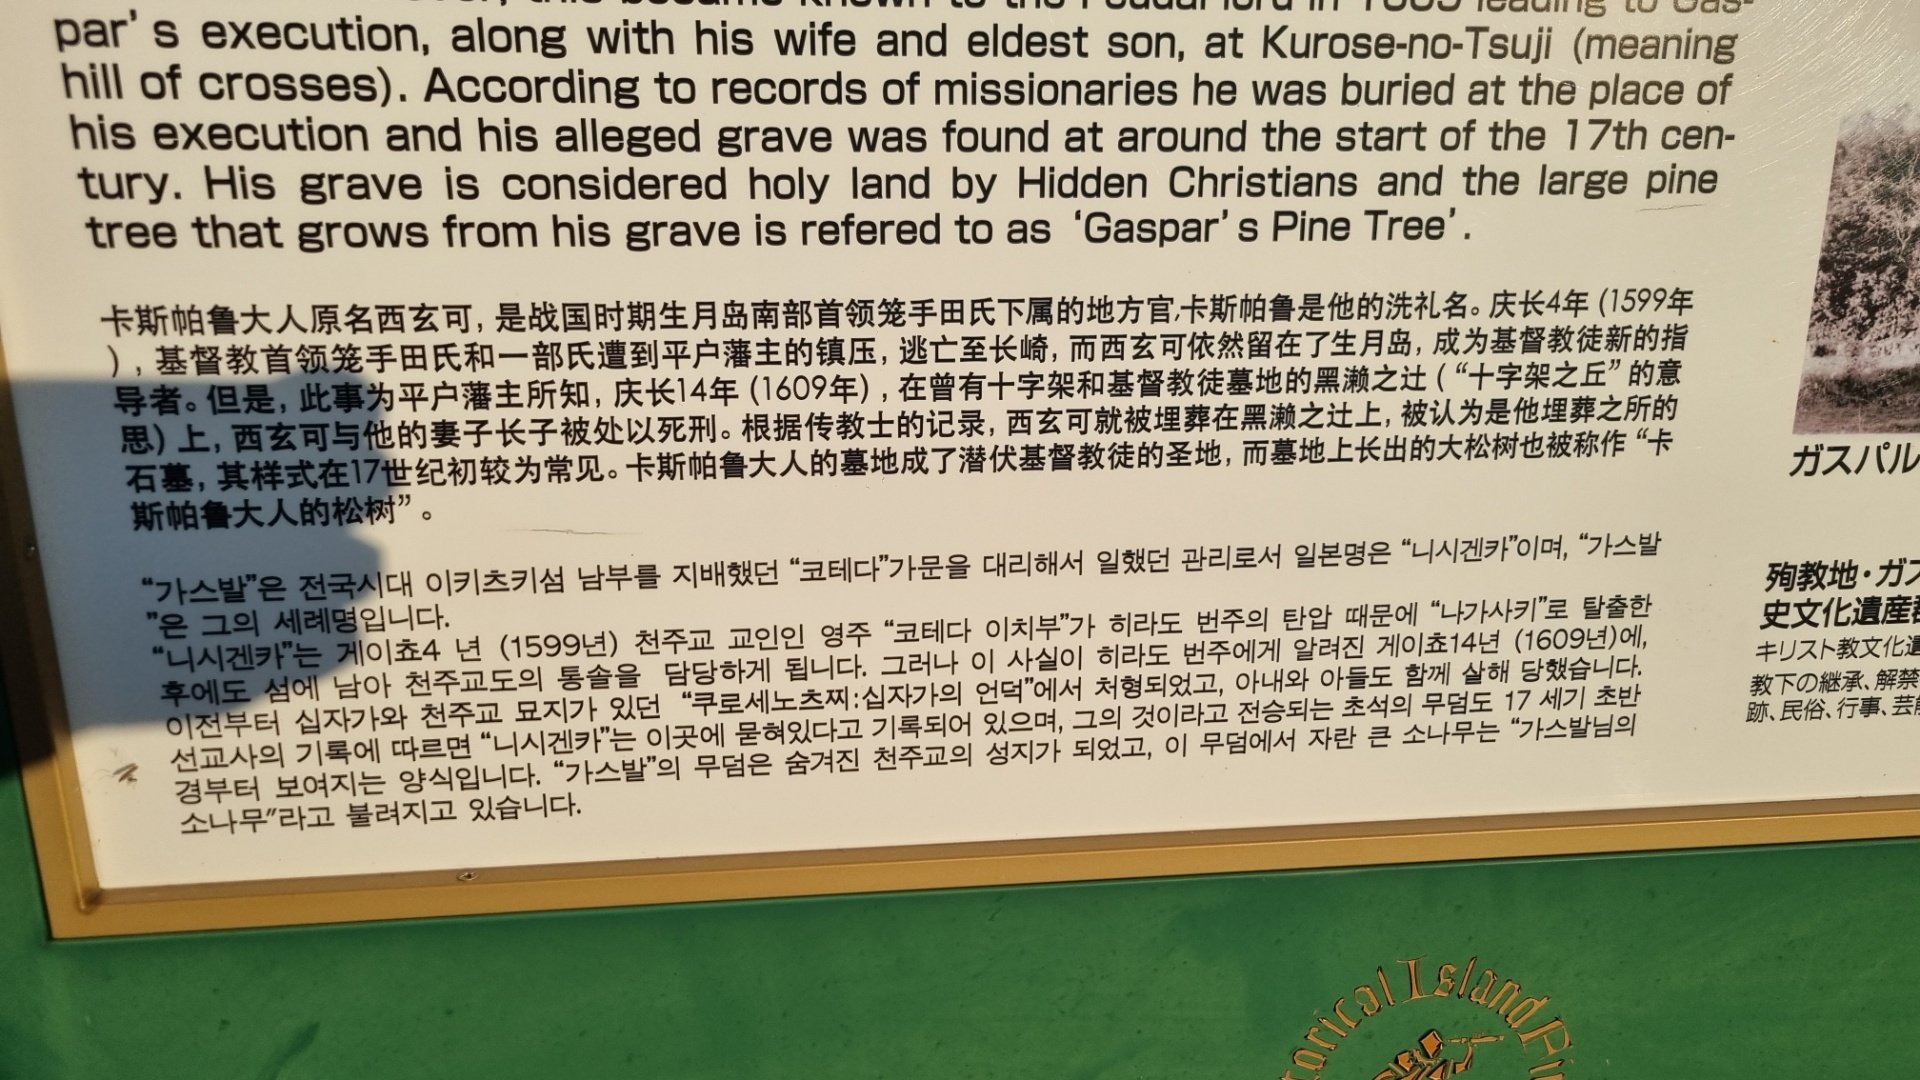 this became known to the Feudal lord in 1609 leading to Gas-
par's execution, along with his wife and eldest son, at Kurose-no-Tsuji (meaning
hill of crosses). According to records of missionaries he was buried at the place of
his execution and his alleged grave was found at around the start of the 17th cen-
tury. His grave is considered holy land by Hidden Christians and the large pine
tree that grows from his grave is refered to as 'Gaspar's Pine Tree'.
卡斯帕鲁大人原名西玄可，是战国时期生月岛南部首领笼手田氏下属的地方官,卡斯帕鲁是他的洗礼名。庆长4年（1599年
），基督教首领笼手田氏和一部氏遭到平户藩主的镇压，逃亡至长崎，而西玄可依然留在了生月岛，成为基督教徒新的指
导者。但是，此事为平户藩主所知，庆长14年（1609年），在曾有十字架和基督教徒墓地的黑濑之辻（“十字架之丘”的意
思）上，西玄可与他的妻子长子被处以死刑。根据传教士的记录，西玄可就被埋葬在黑濑之辻上，被认为是他埋葬之所的
石墓，其样式在17世纪初较为常见。卡斯帕鲁大人的墓地成了潜伏基督教徒的圣地，而墓地上长出的大松树也被称作“卡
斯帕鲁大人的松树”。
“가스발”은 전국시대 이키츠키섬 남부를 지배했던 “코테다”가문을 대리해서 일했던 관리로서 일본명은 “니시겐카”이며, “가스발
”은 그의 세례명입니다.
“니시겐카”는 게이쵸4 년 (1599년) 천주교 교인인 영주 “코테다 이치부”가 히라도 번주의 탄압 때문에 “나가사키”로 탈출한
후에도 섬에 남아 천주교도의 통솔을 담당하게 됩니다. 그러나 이 사실이 히라도 번주에게 알려진 게이쵸14년 (1609년)에,
이전부터 십자가와 천주교 묘지가 있던 “쿠로세노츠찌:십자가의 언덕”에서 처형되었고, 아내와 아들도 함께 살해 당했습니다.
선교사의 기록에 따르면 “니시겐카”는 이곳에 묻혀있다고 기록되어 있으며, 그의 것이라고 전승되는 초석의 무덤도 17 세기 초반
경부터 보여지는 양식입니다. “가스발”의 무덤은 숨겨진 천주교의 성지가 되었고, 이 무덤에서 자란 큰 소나무는 “가스발님의
소나무”라고 불려지고 있습니다.
ガスパル
殉教地・ガス
史文化遺産群
キリスト教文化遺
教下の継承、解禁
跡、民俗、行事、芸能
torical Island Fi